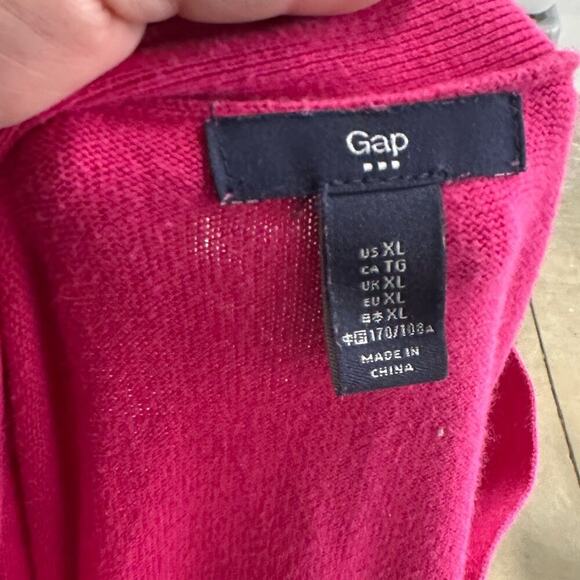 Gap
US XL
CA TG
UK XL
EU XL
日本 XL
中国 170/108A
MADE IN
CHINA